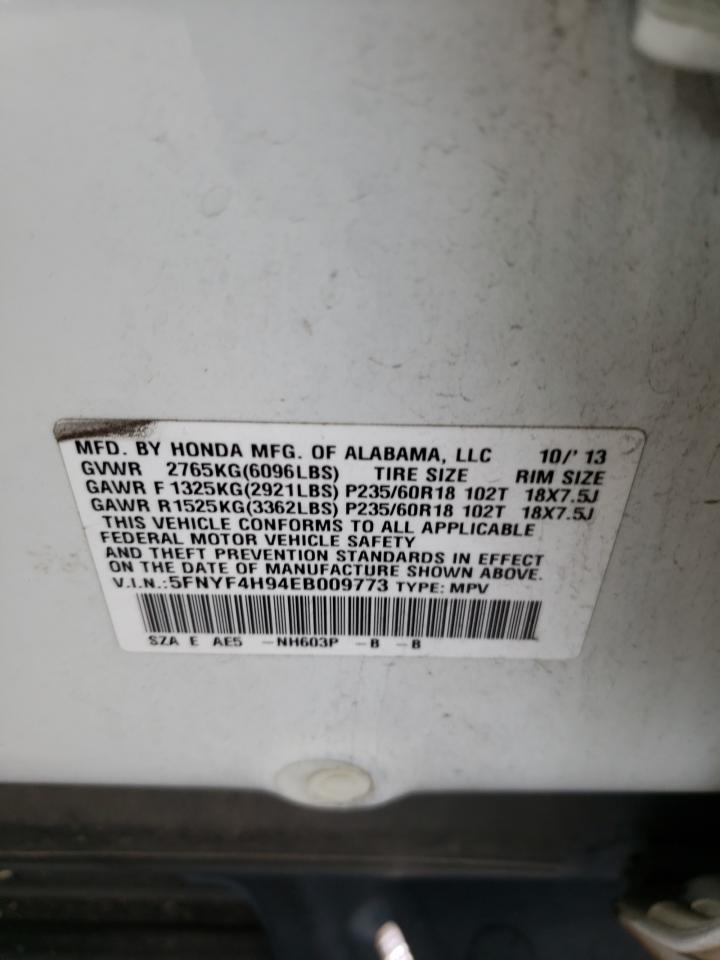 MFD. BY HONDA MFG. OF ALABAMA, LLC 10/' 13
GVWR 2765KG(6096LBS) TIRE SIZE RIM SIZE
GAWR F 1325KG(2921LBS) P235/60R18 102T 18X7.5J
GAWR R 1525KG(3362LBS) P235/60R18 102T 18X7.5J
THIS VEHICLE CONFORMS TO ALL APPLICABLE
FEDERAL MOTOR VEHICLE SAFETY
AND THEFT PREVENTION STANDARDS IN EFFECT
ON THE DATE OF MANUFACTURE SHOWN ABOVE.
V.I.N.:5FNYF4H94EB009773 TYPE: MPV
SZA E AE5 -NH603P -B -B